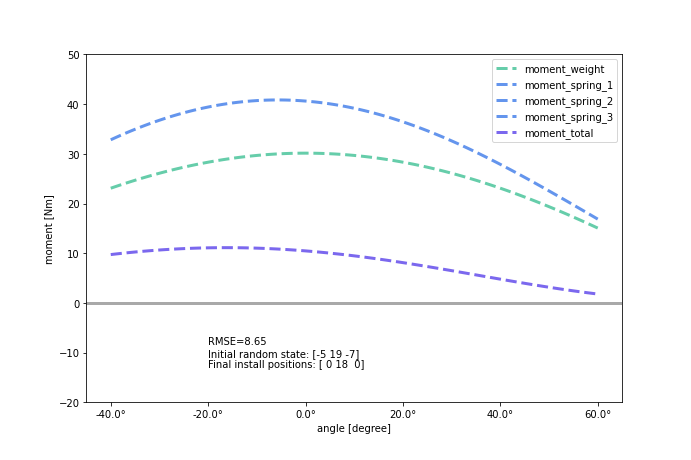 50
40
30
20
10
0
−10
−20
moment [Nm]
moment_weight
moment_spring_1
moment_spring_2
moment_spring_3
moment_total
RMSE=8.65
Initial random state: [-5 19 -7]
Final install positions: [ 0 18  0]
-40.0° -20.0° 0.0° 20.0° 40.0° 60.0°
angle [degree]